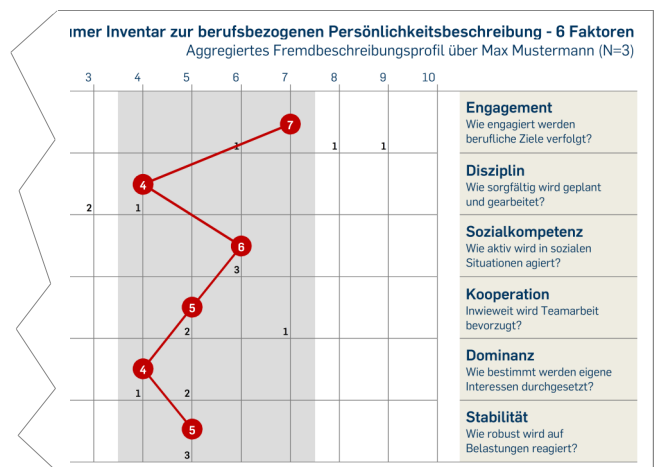 umer Inventar zur berufsbezogenen Persönlichkeitsbeschreibung - 6 Faktoren
Aggregiertes Fremdbeschreibungsprofil über Max Mustermann (N=3)
3 4 5 6 7 8 9 10
7
Engagement
Wie engagiert werden
berufliche Ziele verfolgt?
1 1 1
4
Disziplin
Wie sorgfältig wird geplant
und gearbeitet?
2 1
6
Sozialkompetenz
Wie aktiv wird in sozialen
Situationen agiert?
3
5
Kooperation
Inwieweit wird Teamarbeit
bevorzugt?
2 1
4
Dominanz
Wie bestimmt werden eigene
Interessen durchgesetzt?
1 2
5
Stabilität
Wie robust wird auf
Belastungen reagiert?
3